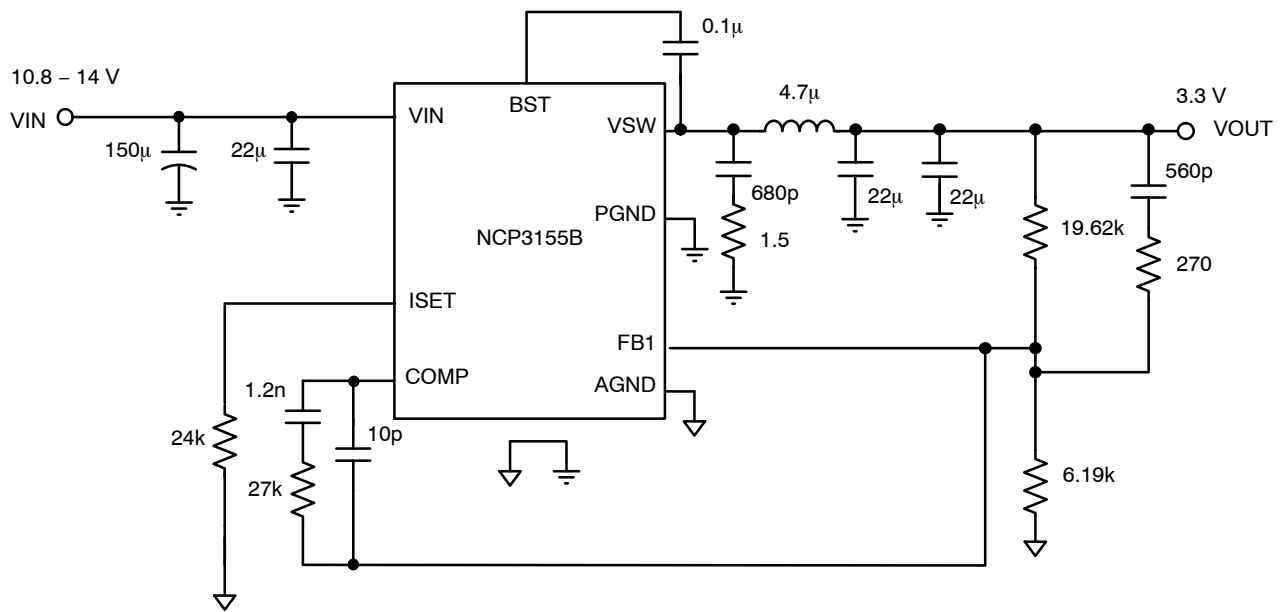 0.1μ
10.8 – 14 V
VIN
150μ
22μ
VIN
BST
VSW
4.7μ
3.3 V
VOUT
680p
1.5
22μ
22μ
560p
PGND
NCP3155B
19.62k
270
ISET
FB1
COMP
AGND
1.2n
10p
24k
27k
6.19k